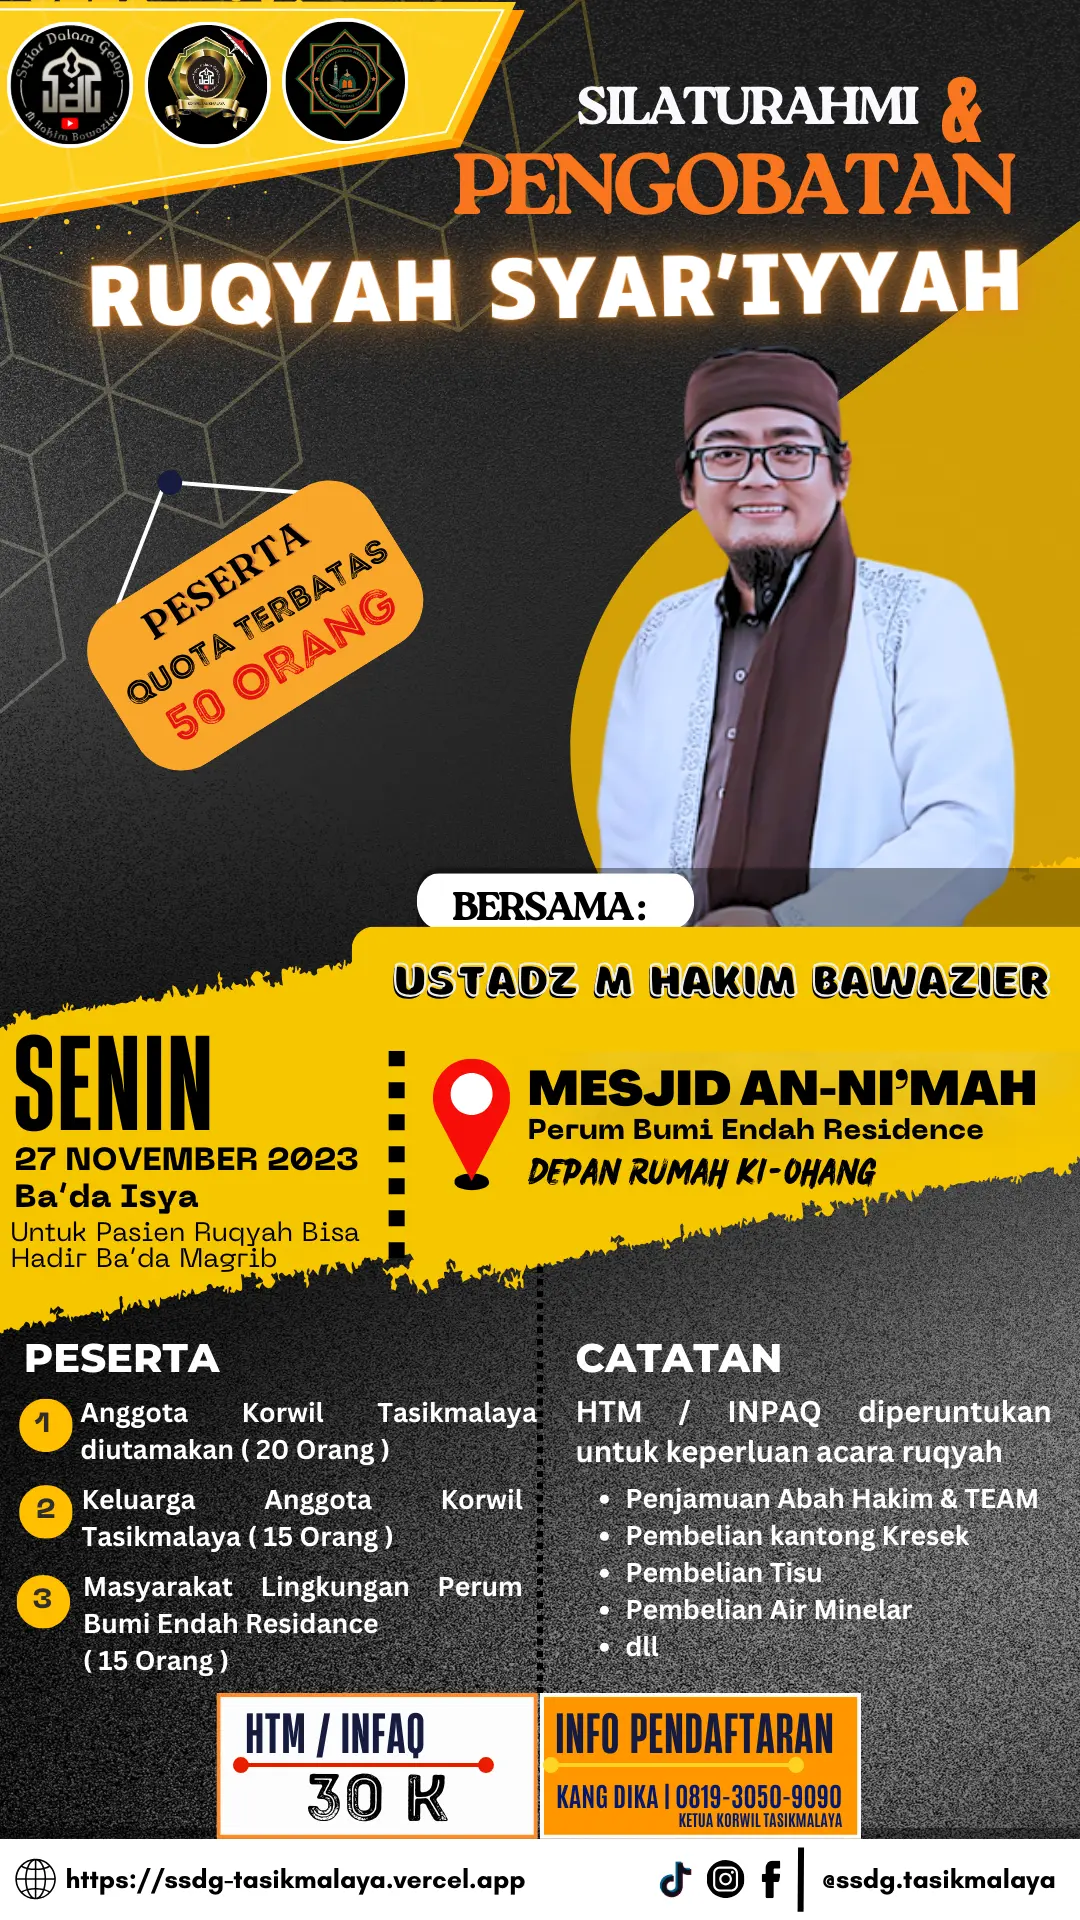 Syiar Dalam Gelap
M Hakim Bawazier
SILATURAHMI &
PENGOBATAN
RUQYAH SYAR'IYYAH
PESERTA
QUOTA TERBATAS
50 ORANG
BERSAMA:
USTADZ M HAKIM BAWAZIER
SENIN
27 NOVEMBER 2023
Ba'da Isya
Untuk Pasien Ruqyah Bisa
Hadir Ba'da Magrib
MESJID AN-NI'MAH
Perum Bumi Endah Residence
DEPAN RUMAH KI-OHANG
PESERTA
1 Anggota Korwil Tasikmalaya
diutamakan ( 20 Orang )
2 Keluarga Anggota Korwil
Tasikmalaya ( 15 Orang )
3 Masyarakat Lingkungan Perum
Bumi Endah Residance
( 15 Orang )
CATATAN
HTM / INPAQ diperuntukan
untuk keperluan acara ruqyah
• Penjamuan Abah Hakim & TEAM
• Pembelian kantong Kresek
• Pembelian Tisu
• Pembelian Air Minelar
• dll
HTM / INFAQ
30 K
INFO PENDAFTARAN
KANG DIKA | 0819-3050-9090
KETUA KORWIL TASIKMALAYA
https://ssdg-tasikmalaya.vercel.app
@ssdg.tasikmalaya